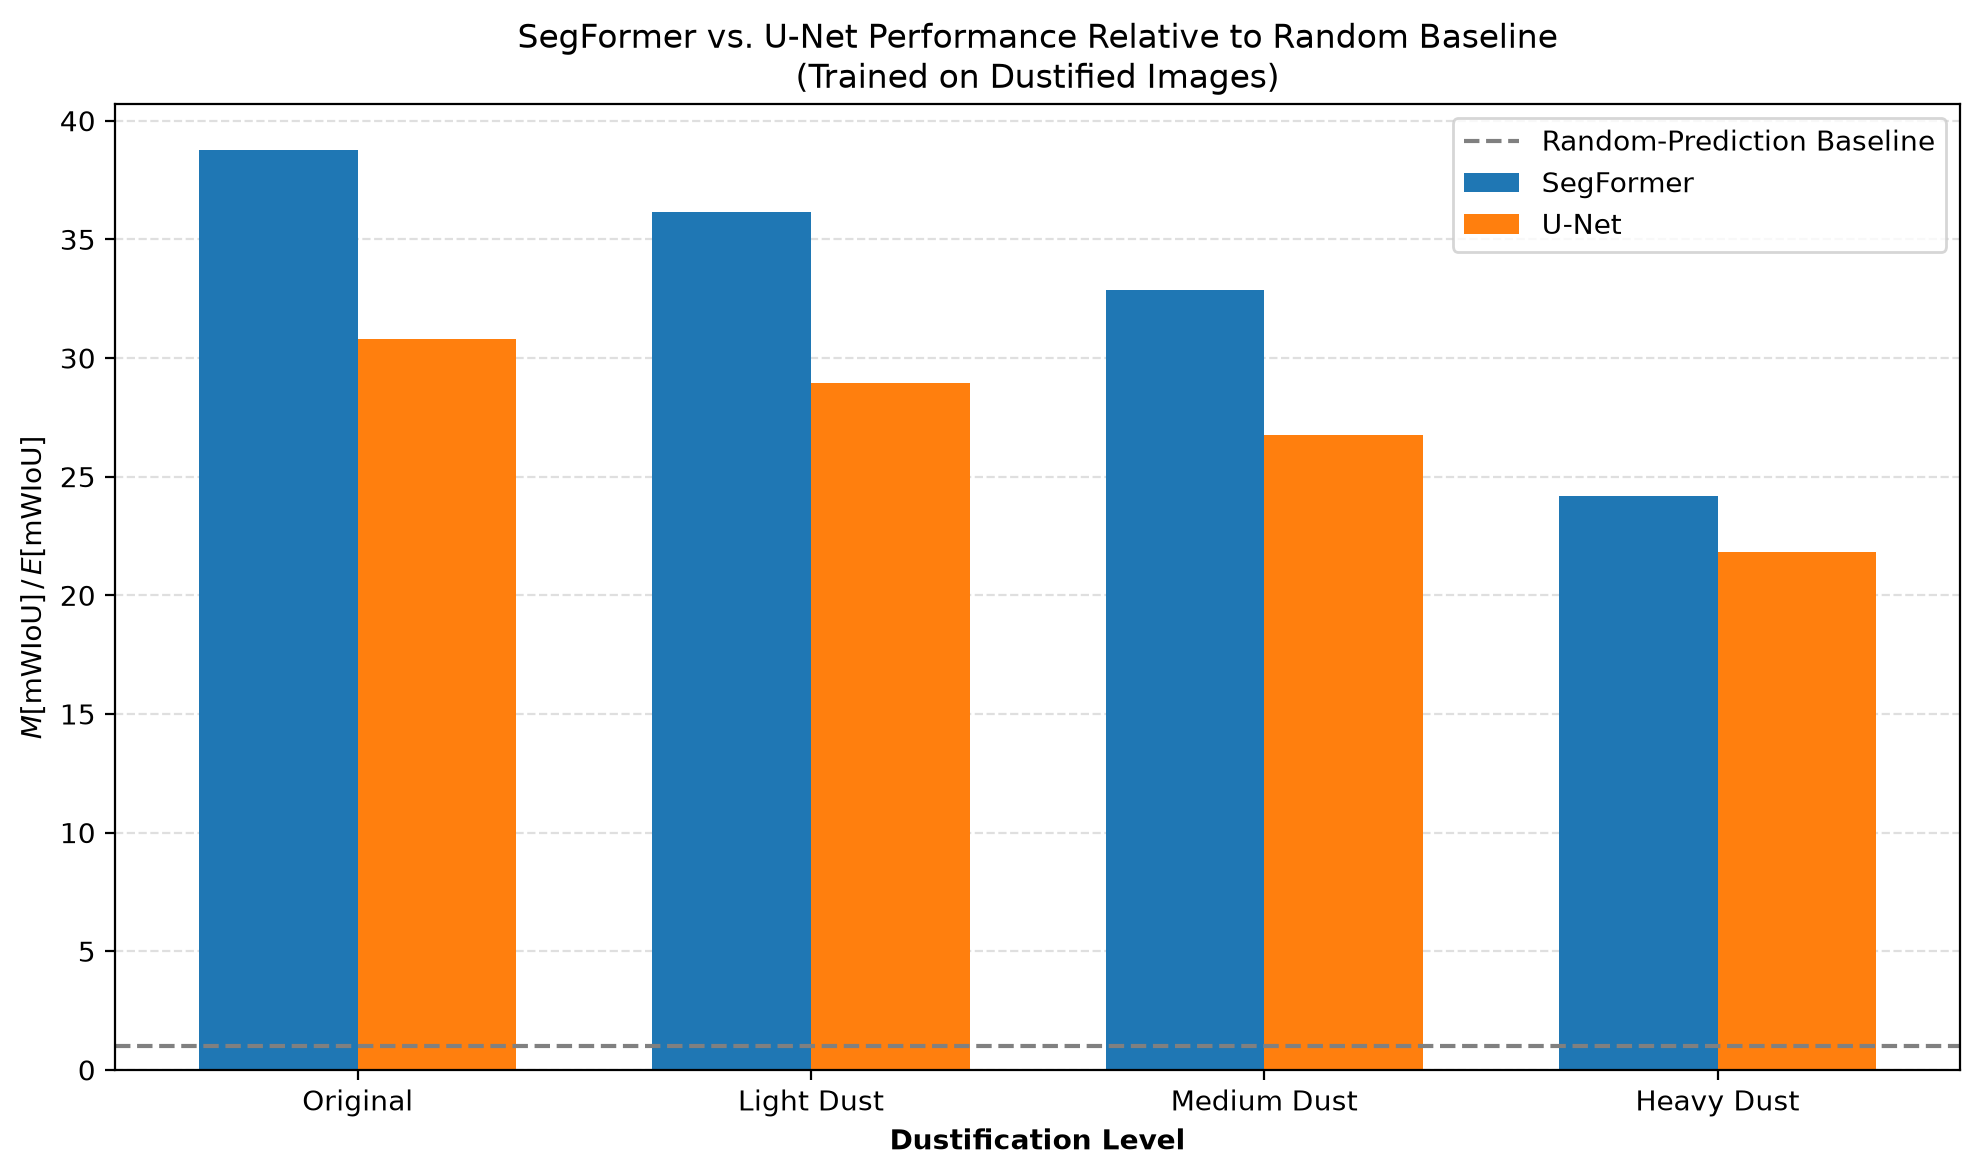 SegFormer vs. U-Net Performance Relative to Random Baseline
(Trained on Dustified Images)
M[mWIoU] / E[mWIoU]
40
35
30
25
20
15
10
5
0
Random-Prediction Baseline
SegFormer
U-Net
Original
Light Dust
Medium Dust
Heavy Dust
Dustification Level